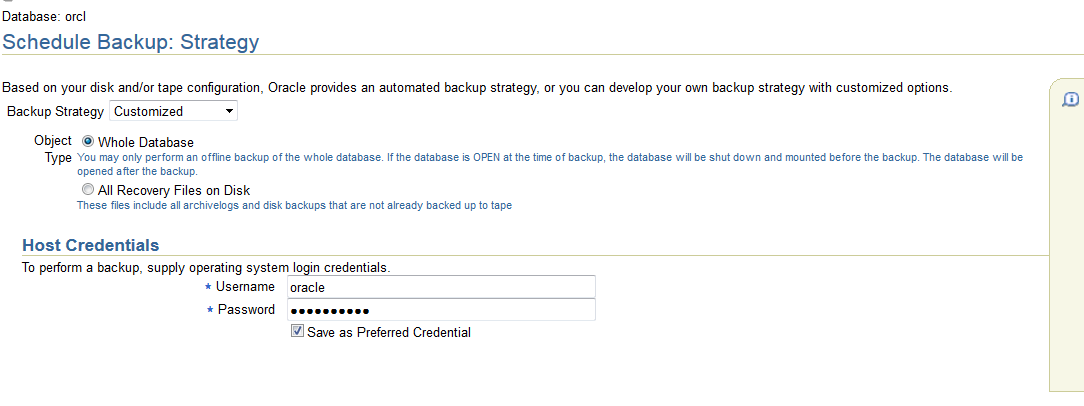 Database: orcl
Schedule Backup: Strategy
Based on your disk and/or tape configuration, Oracle provides an automated backup strategy, or you can develop your own backup strategy with customized options.
Backup Strategy Customized
Object Type
Whole Database
You may only perform an offline backup of the whole database. If the database is OPEN at the time of backup, the database will be shut down and mounted before the backup. The database will be
opened after the backup.
All Recovery Files on Disk
These files include all archivelogs and disk backups that are not already backed up to tape
Host Credentials
To perform a backup, supply operating system login credentials.
* Username oracle
* Password ●●●●●●●●●●
Save as Preferred Credential